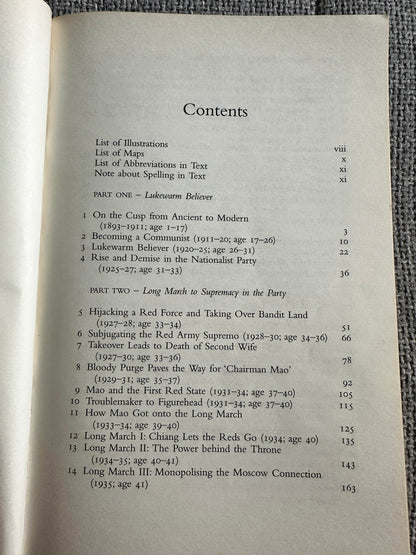 Contents
List of Illustrations viii
List of Maps x
List of Abbreviations in Text xi
Note about Spelling in Text xi
PART ONE – Lukewarm Believer
1 On the Cusp from Ancient to Modern
(1893–1911; age 1–17) 3
2 Becoming a Communist (1911–20; age 17–26) 10
3 Lukewarm Believer (1920–25; age 26–31) 22
4 Rise and Demise in the Nationalist Party
(1925–27; age 31–33) 36
PART TWO – Long March to Supremacy in the Party
5 Hijacking a Red Force and Taking Over Bandit Land
(1927–28; age 33–34) 51
6 Subjugating the Red Army Supremo (1928–30; age 34–36) 66
7 Takeover Leads to Death of Second Wife
(1927–30; age 33–36) 78
8 Bloody Purge Paves the Way for ‘Chairman Mao’
(1929–31; age 35–37) 92
9 Mao and the First Red State (1931–34; age 37–40) 105
10 Troublemaker to Figurehead (1931–34; age 37–40) 115
11 How Mao Got onto the Long March
(1933–34; age 39–40) 125
12 Long March I: Chiang Lets the Reds Go (1934; age 40) 135
13 Long March II: The Power behind the Throne
(1934–35; age 40–41) 143
14 Long March III: Monopolising the Moscow Connection
(1935; age 41) 163